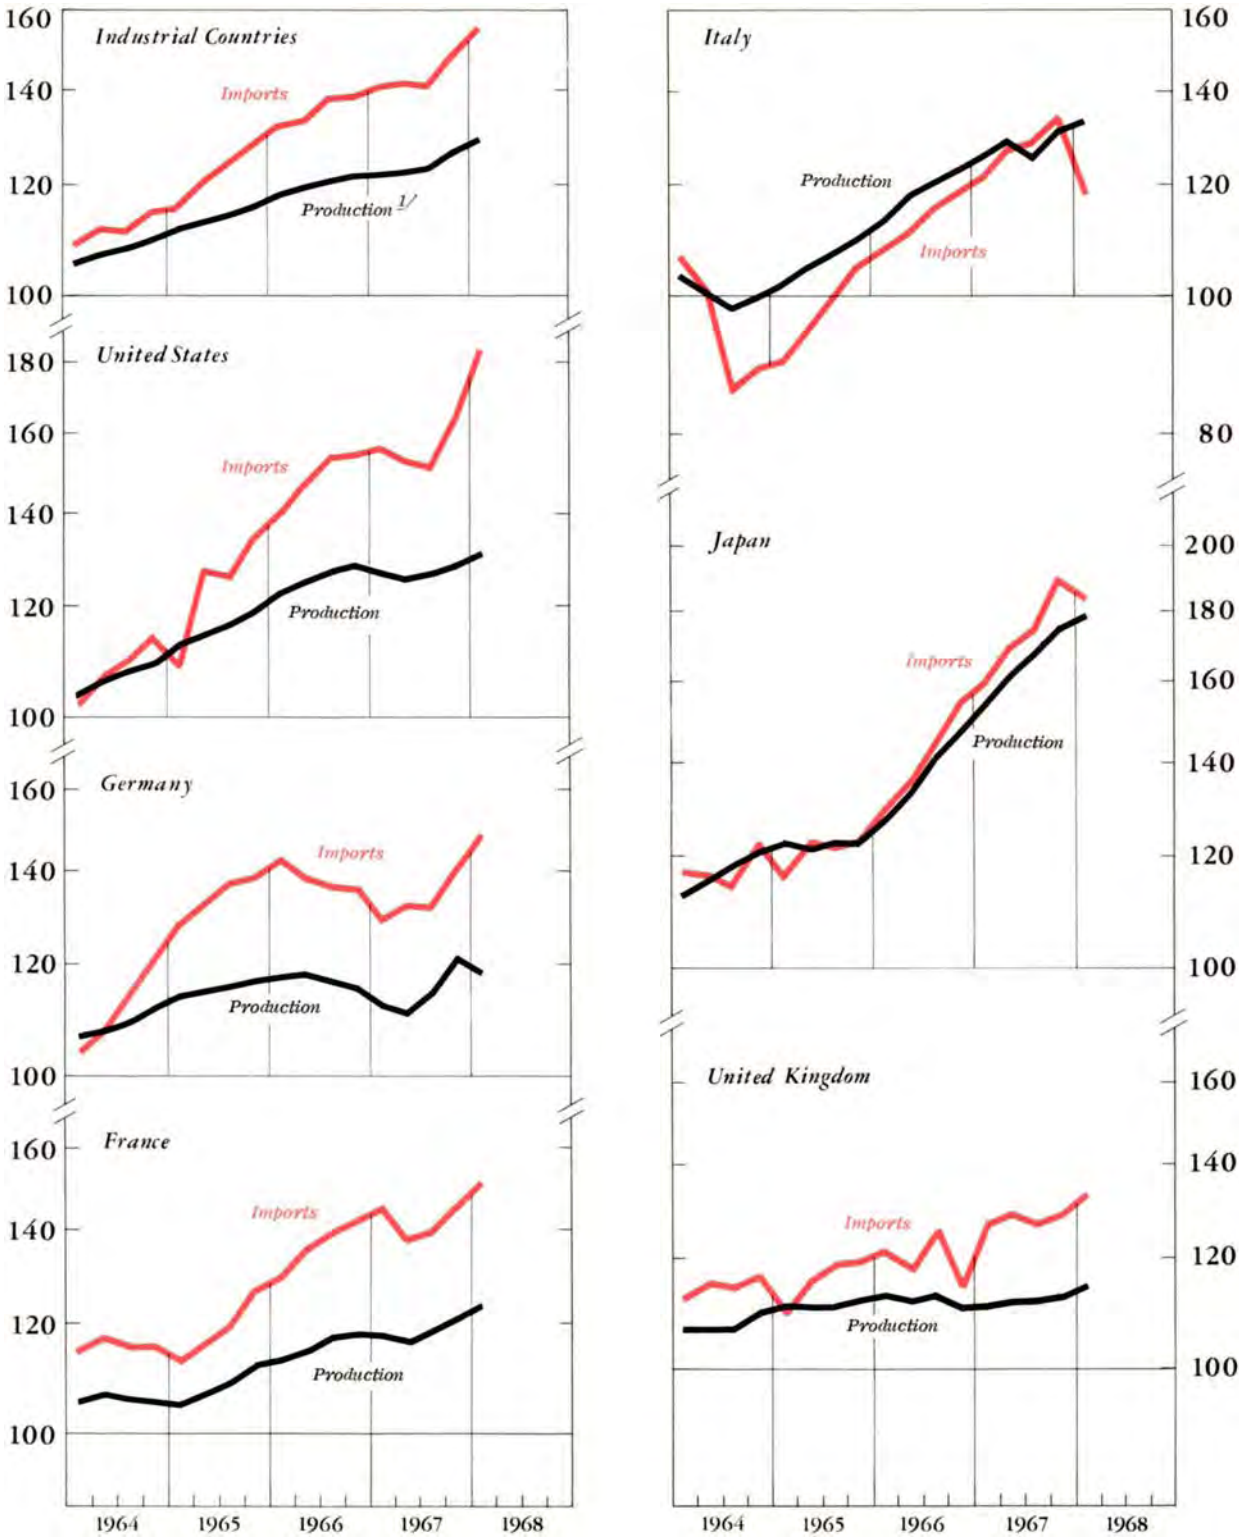 160
Industrial Countries
140
Imports
120
Production 1/
100
United States
180
160
Imports
140
120
Production
100
Germany
160
Imports
140
120
Production
100
France
160
Imports
140
120
Production
100
1964 1965 1966 1967 1968
Italy
160
140
Production
120
Imports
100
80
Japan
200
180
Imports
160
Production
140
120
100
United Kingdom
160
140
Imports
120
Production
100
1964 1965 1966 1967 1968